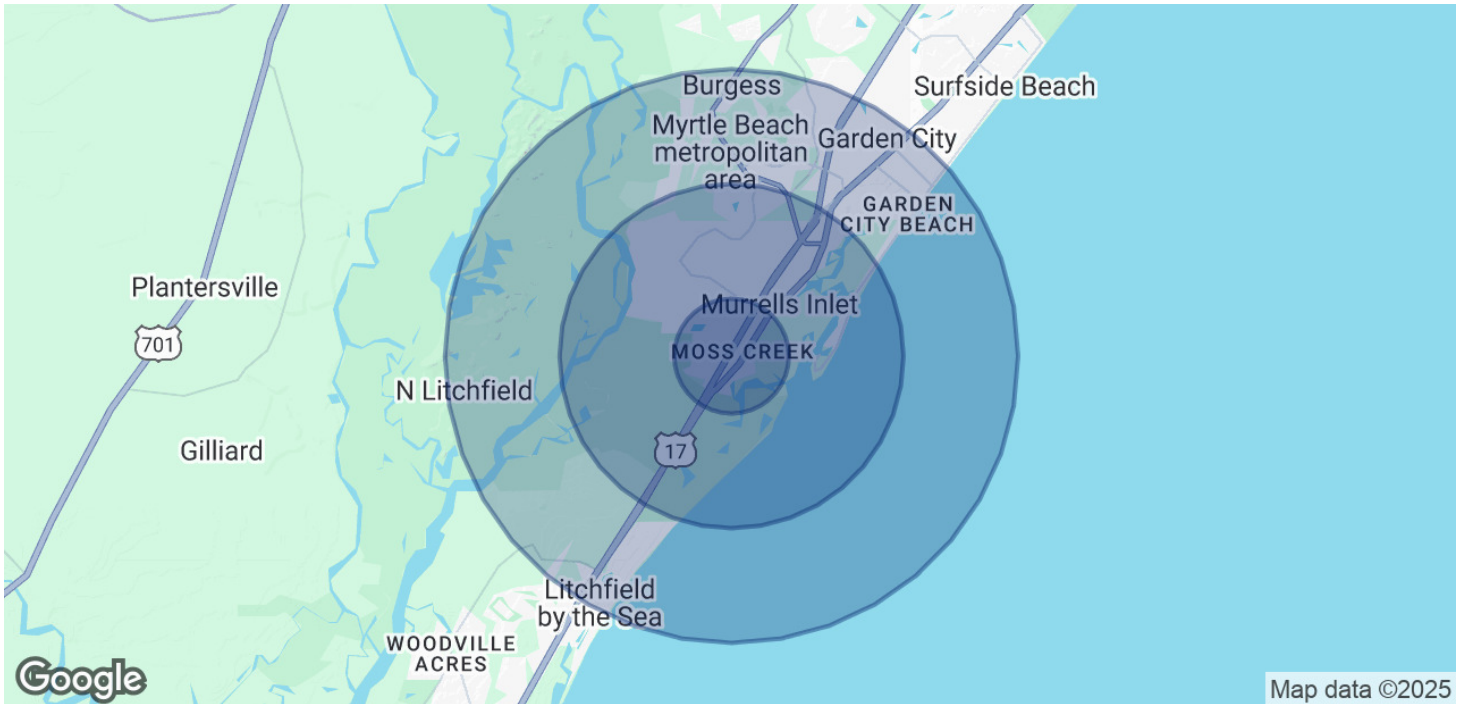 Burgess
Surfside Beach
Myrtle Beach
metropolitan
area
Garden City
GARDEN
CITY BEACH
Plantersville
Murrells Inlet
701
MOSS CREEK
N Litchfield
Gilliard
17
Litchfield
by the Sea
WOODVILLE
ACRES
Google
Map data ©2025